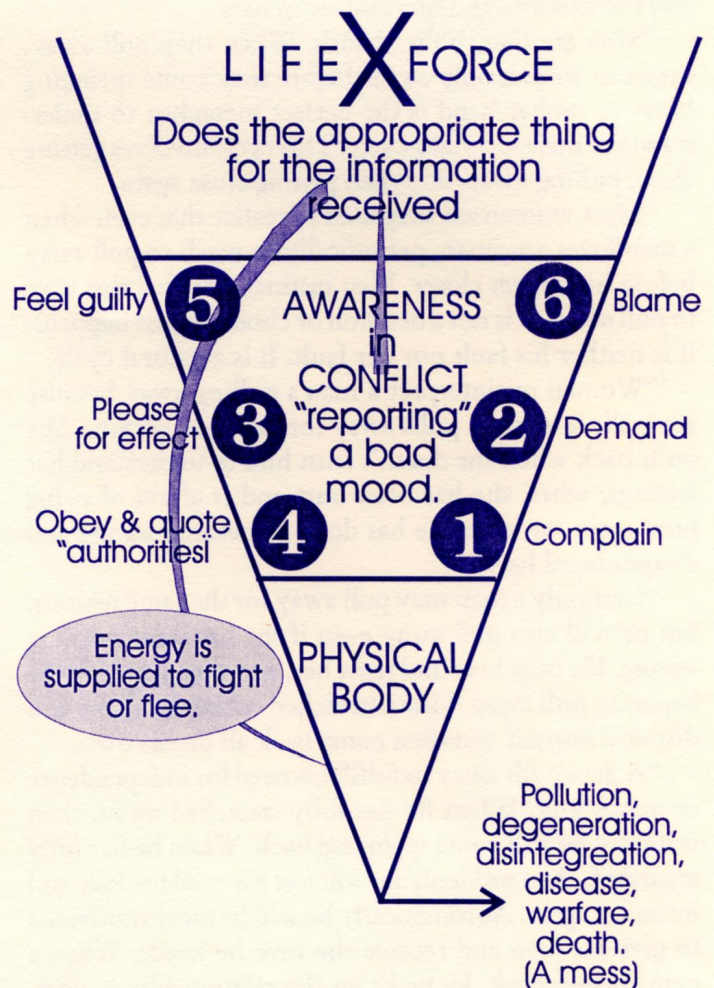 LIFE X FORCE
Does the appropriate thing
for the information
received
Feel guilty 5 AWARENESS 6 Blame
in
CONFLICT
Please
for effect 3 "reporting" 2 Demand
a bad
mood.
Obey & quote
"authoritiesl 4 1 Complain
Energy is
supplied to fight
or flee.
PHYSICAL
BODY
Pollution,
degeneration,
disintegreation,
disease,
warfare,
death.
(A mess)